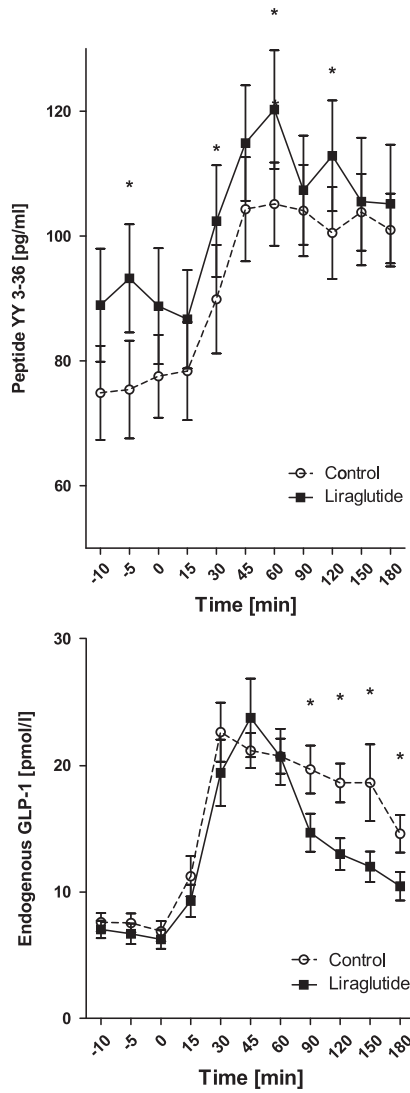 *
*
*
*
*
120
100
80
60
Peptide YY 3-36 [pg/ml]
Control
Liraglutide
-10 -5 0 15 30 45 60 90 120 150 180
Time [min]
30
20
10
0
Endogenous GLP-1 [pmol/l]
*
*
*
*
Control
Liraglutide
-10 -5 0 15 30 45 60 90 120 150 180
Time [min]